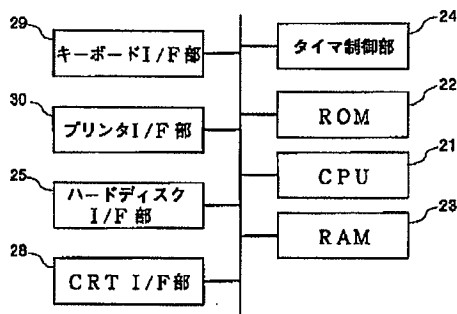 29
キーボードI/F部
30
プリンタI/F部
25
ハードディスク
I/F部
28
CRT I/F部
24
タイマ制御部
22
ROM
21
CPU
23
RAM